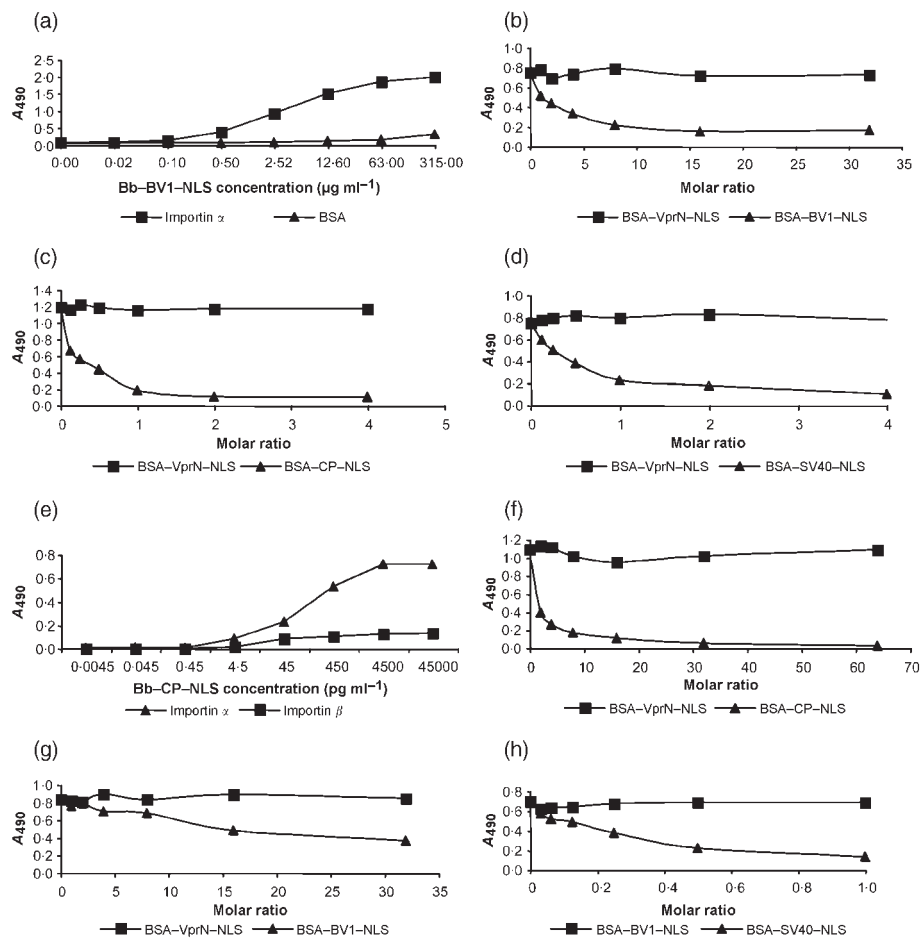 (a)
2·5
2·0
1·5
1·0
0·5
0·0
A490
0·00 0·02 0·10 0·50 2·52 12·60 63·00 315·00
Bb–BV1–NLS concentration (µg ml−1)
Importin α BSA
(b)
1·0
0·8
0·6
0·4
0·2
0·0
A490
0 5 10 15 20 25 30 35
Molar ratio
BSA–VprN–NLS BSA–BV1–NLS
(c)
1·4
1·2
1·0
0·8
0·6
0·4
0·2
0·0
A490
0 1 2 3 4 5
Molar ratio
BSA–VprN–NLS BSA–CP–NLS
(d)
1·0
0·8
0·6
0·4
0·2
0·0
A490
0 1 2 3 4
Molar ratio
BSA–VprN–NLS BSA–SV40–NLS
(e)
0·8
0·6
0·4
0·2
0·0
A490
0·0045 0·045 0·45 4·5 45 450 4500 45000
Bb–CP–NLS concentration (pg ml−1)
Importin α Importin β
(f)
1·2
1·0
0·8
0·6
0·4
0·2
0·0
A490
0 10 20 30 40 50 60 70
Molar ratio
BSA–VprN–NLS BSA–CP–NLS
(g)
1·0
0·8
0·6
0·4
0·2
0·0
A490
0 5 10 15 20 25 30 35
Molar ratio
BSA–VprN–NLS BSA–BV1–NLS
(h)
0·8
0·6
0·4
0·2
0·0
A490
0 0·2 0·4 0·6 0·8 1·0
Molar ratio
BSA–BV1–NLS BSA–SV40–NLS